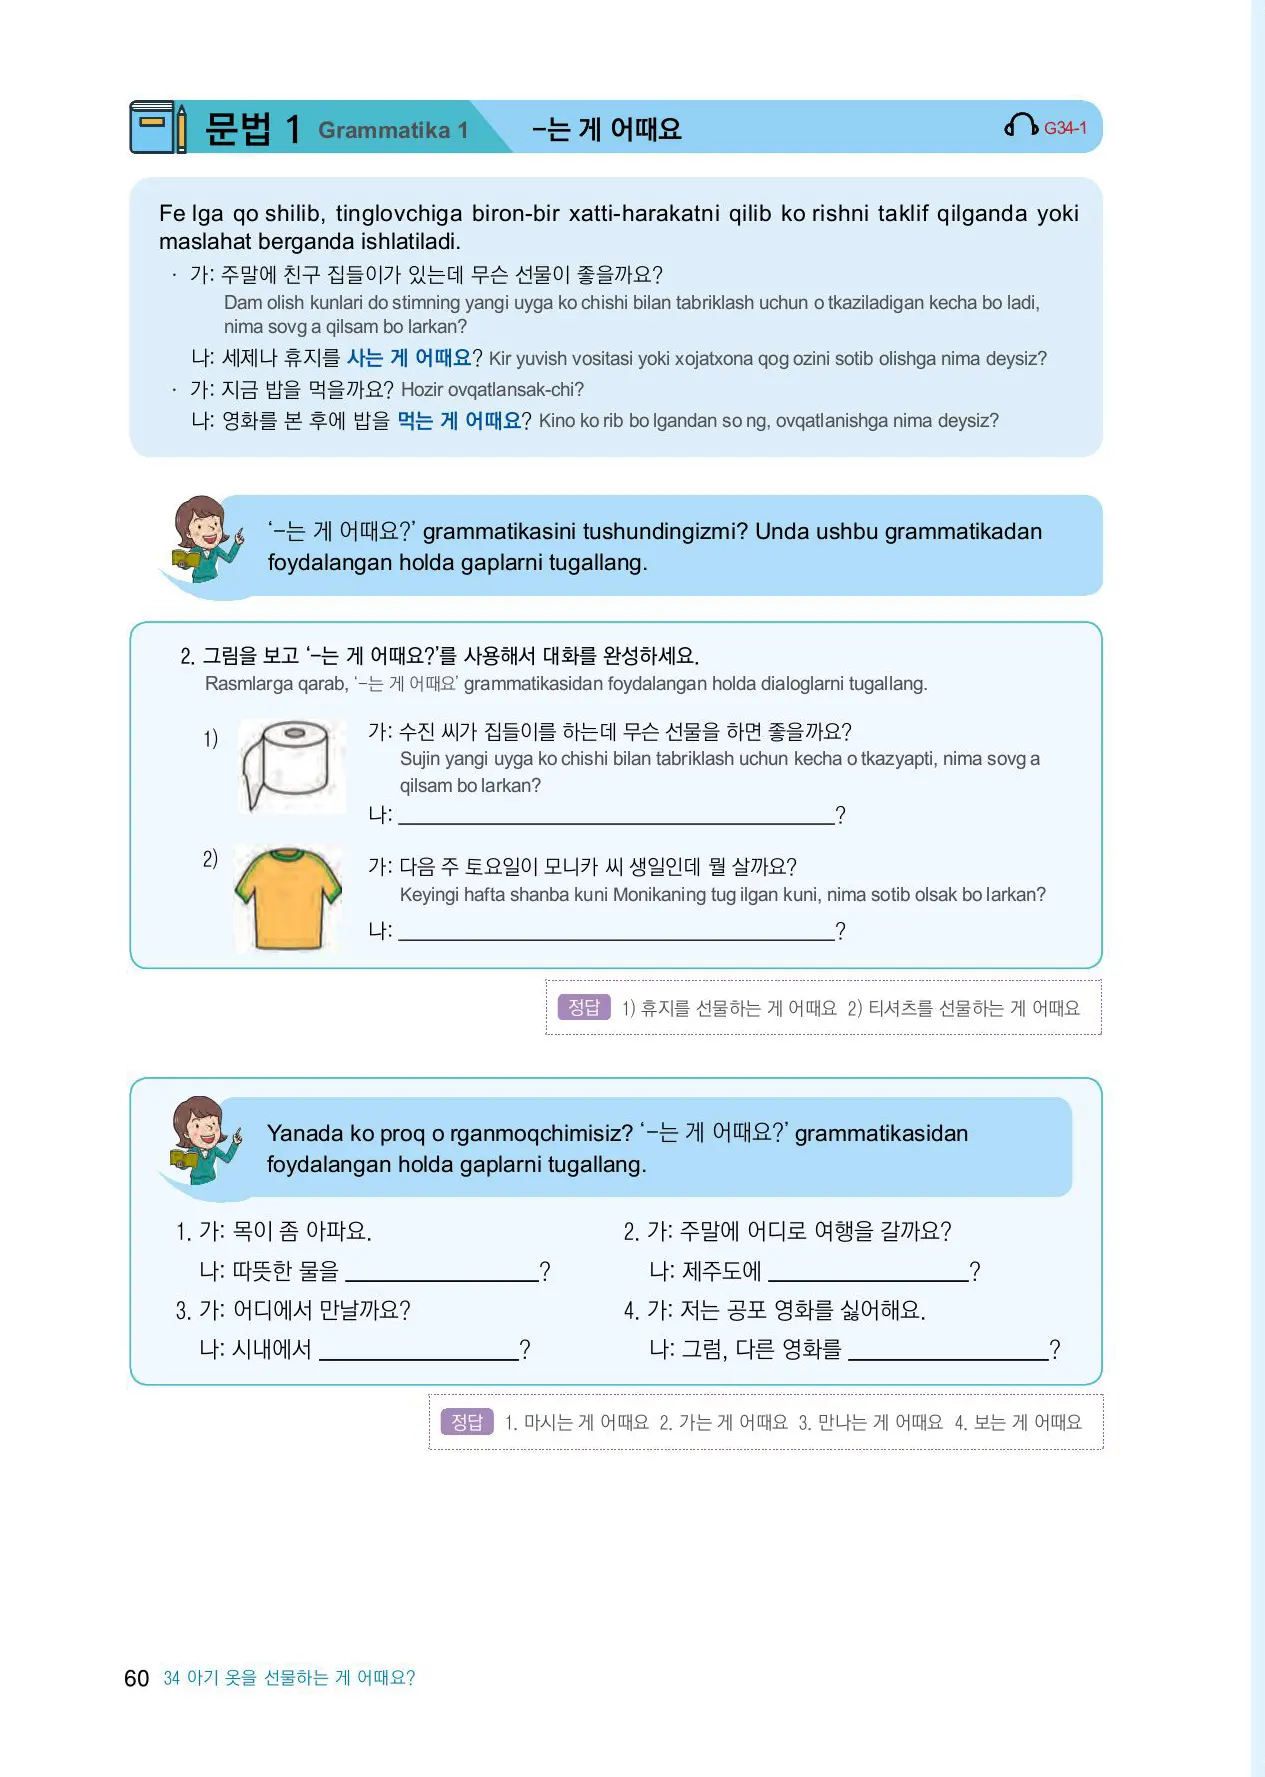 문법 1 Grammatika 1 -는 게 어때요 G34-1
Fe lga qo shilib, tinglovchiga biron-bir xatti-harakatni qilib ko rishni taklif qilganda yoki
maslahat berganda ishlatiladi.
· 가: 주말에 친구 집들이가 있는데 무슨 선물이 좋을까요?
Dam olish kunlari do stimning yangi uyga ko chishi bilan tabriklash uchun o tkaziladigan kecha bo ladi,
nima sovg a qilsam bo larkan?
나: 세제나 휴지를 사는 게 어때요? Kir yuvish vositasi yoki xojatxona qog ozini sotib olishga nima deysiz?
· 가: 지금 밥을 먹을까요? Hozir ovqatlansak-chi?
나: 영화를 본 후에 밥을 먹는 게 어때요? Kino ko rib bo lgandan so ng, ovqatlanishga nima deysiz?
‘-는 게 어때요?’ grammatikasini tushundingizmi? Unda ushbu grammatikadan
foydalangan holda gaplarni tugallang.
2. 그림을 보고 ‘-는 게 어때요?’를 사용해서 대화를 완성하세요.
Rasmlarga qarab, ‘-는 게 어때요’ grammatikasidan foydalangan holda dialoglarni tugallang.
1) 가: 수진 씨가 집들이를 하는데 무슨 선물을 하면 좋을까요?
Sujin yangi uyga ko chishi bilan tabriklash uchun kecha o tkazyapti, nima sovg a
qilsam bo larkan?
나: ________________________________________?
2) 가: 다음 주 토요일이 모니카 씨 생일인데 뭘 살까요?
Keyingi hafta shanba kuni Monikaning tug ilgan kuni, nima sotib olsak bo larkan?
나: ________________________________________?
정답 1) 휴지를 선물하는 게 어때요 2) 티셔츠를 선물하는 게 어때요
Yanada ko proq o rganmoqchimisiz? ‘-는 게 어때요?’ grammatikasidan
foydalangan holda gaplarni tugallang.
1. 가: 목이 좀 아파요.
나: 따뜻한 물을 __________________?
2. 가: 주말에 어디로 여행을 갈까요?
나: 제주도에 __________________?
3. 가: 어디에서 만날까요?
나: 시내에서 __________________?
4. 가: 저는 공포 영화를 싫어해요.
나: 그럼, 다른 영화를 __________________?
정답 1. 마시는 게 어때요 2. 가는 게 어때요 3. 만나는 게 어때요 4. 보는 게 어때요
60 34 아기 옷을 선물하는 게 어때요?